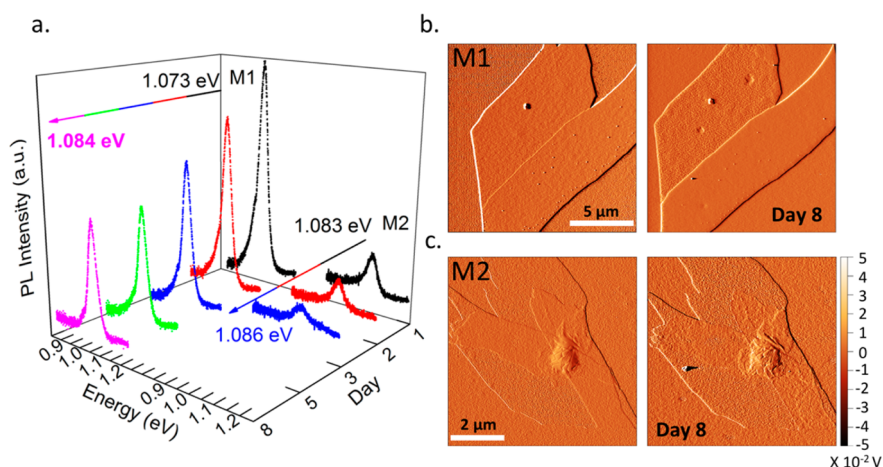 a.
1.073 eV M1
1.084 eV
1.083 eV
M2
1.086 eV
PL Intensity (a.u.)
0.9
1.0
1.1
1.2
0.9
1.0
1.1
1.2
Energy (eV)
8
5
3
2
1
Day
b.
M1
5 µm
Day 8
c.
M2
2 µm
Day 8
5
4
3
2
1
0
-1
-2
-3
-4
-5
X 10-2 V